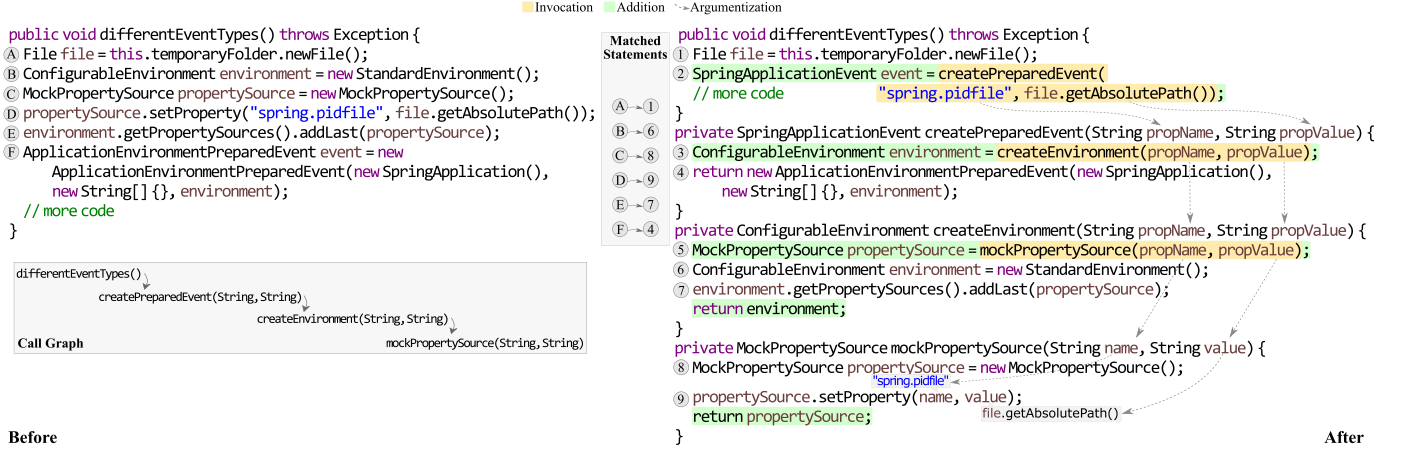 Invocation Addition Argumentization
public void differentEventTypes() throws Exception {
A File file = this.temporaryFolder.newFile();
B ConfigurableEnvironment environment = new StandardEnvironment();
C MockPropertySource propertySource = new MockPropertySource();
D propertySource.setProperty("spring.pidfile", file.getAbsolutePath());
E environment.getPropertySources().addLast(propertySource);
F ApplicationEnvironmentPreparedEvent event = new
ApplicationEnvironmentPreparedEvent(new SpringApplication(),
new String[] {}, environment);
// more code
}
differentEventTypes()
createPreparedEvent(String,String)
createEnvironment(String,String)
Call Graph mockPropertySource(String,String)
Before
Matched
Statements
A 1
B 6
C 8
D 9
E 7
F 4
public void differentEventTypes() throws Exception {
1 File file = this.temporaryFolder.newFile();
2 SpringApplicationEvent event = createPreparedEvent(
// more code "spring.pidfile", file.getAbsolutePath());
}
private SpringApplicationEvent createPreparedEvent(String propName, String propValue) {
3 ConfigurableEnvironment environment = createEnvironment(propName, propValue);
4 return new ApplicationEnvironmentPreparedEvent(new SpringApplication(),
new String[] {}, environment);
}
private ConfigurableEnvironment createEnvironment(String propName, String propValue) {
5 MockPropertySource propertySource = mockPropertySource(propName, propValue);
6 ConfigurableEnvironment environment = new StandardEnvironment();
7 environment.getPropertySources().addLast(propertySource);
return environment;
}
private MockPropertySource mockPropertySource(String name, String value) {
8 MockPropertySource propertySource = new MockPropertySource();
"spring.pidfile"
9 propertySource.setProperty(name, value);
return propertySource; file.getAbsolutePath()
}
After